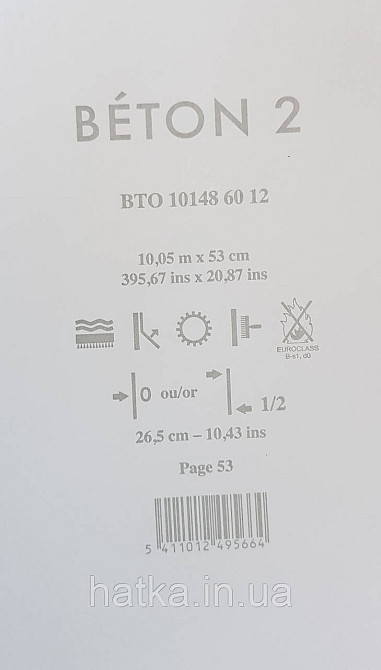 BÉTON 2
BTO 10148 60 12
10,05 m x 53 cm
395,67 ins x 20,87 ins
EUROCLASS
B-s1, d0
0 ou/or 1/2
26,5 cm – 10,43 ins
Page 53
5 411012 495664
hatka.in.ua